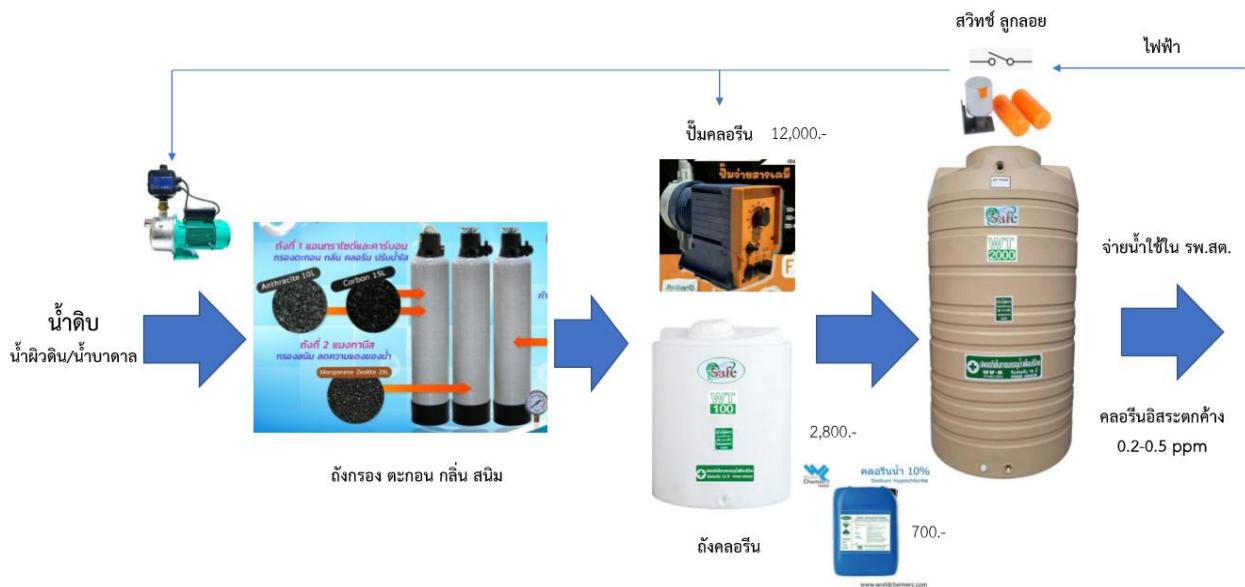 สวิทช์ ลูกลอย
ไฟฟ้า
ปั๊มคลอรีน 12,000.-
ปั๊มจ่ายสารเคมี
ถังที่ 1 แอนทราไซต์และคาร์บอน
กรองตะกอน กลิ่น คลอรีน ปรับน้ำใส
Anthracite 10L
Carbon 15L
ถังที่ 2 แมงกานีส
กรองสนิม ลดความแดงของน้ำ
Manganese Zeolite 25L
น้ำดิบ
น้ำผิวดิน/น้ำบาดาล
ถังกรอง ตะกอน กลิ่น สนิม
Safe
WT
100
2,800.-
ถังคลอรีน
คลอรีนน้ำ 10%
Sodium hypochlorite
700.-
www.worldchemecc.com
Safe
WT
2000
จ่ายน้ำใช้ใน รพ.สต.
คลอรีนอิสระตกค้าง
0.2-0.5 ppm